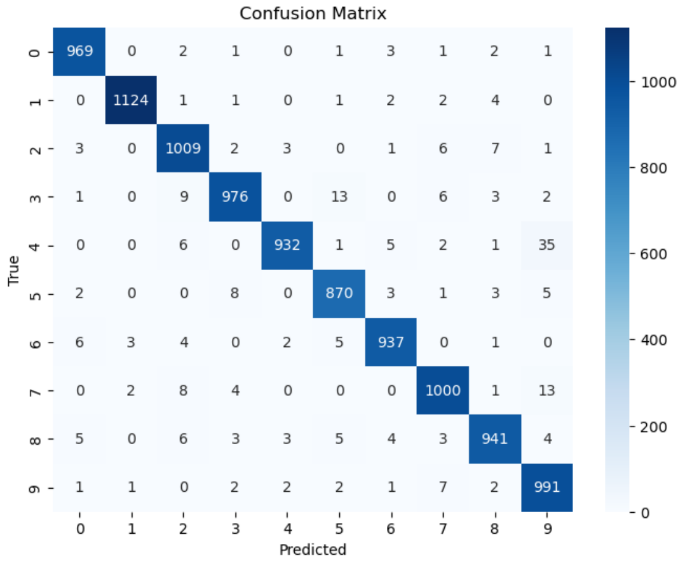 Confusion Matrix
0 969 0 2 1 0 1 3 1 2 1
1 0 1124 1 1 0 1 2 2 4 0
2 3 0 1009 2 3 0 1 6 7 1
3 1 0 9 976 0 13 0 6 3 2
4 0 0 6 0 932 1 5 2 1 35
5 2 0 0 8 0 870 3 1 3 5
6 6 3 4 0 2 5 937 0 1 0
7 0 2 8 4 0 0 0 1000 1 13
8 5 0 6 3 3 5 4 3 941 4
9 1 1 0 2 2 2 1 7 2 991
0 1 2 3 4 5 6 7 8 9
Predicted
True
1000
800
600
400
200
0